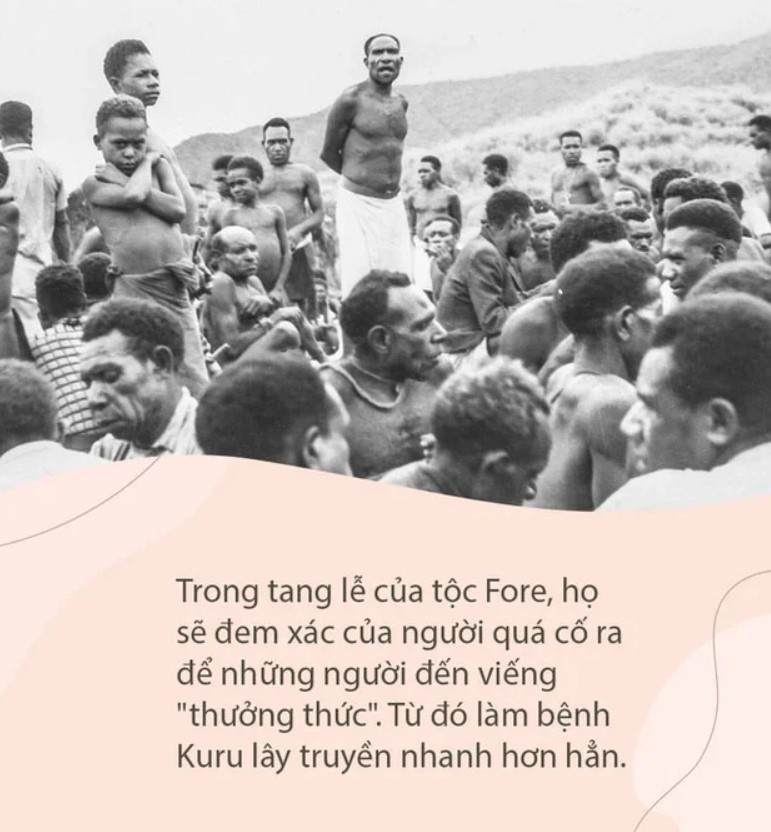 Trong tang lễ của tộc Fore, họ
sẽ đem xác của người quá cố ra
để những người đến viếng
"thưởng thức". Từ đó làm bệnh
Kuru lây truyền nhanh hơn hẳn.